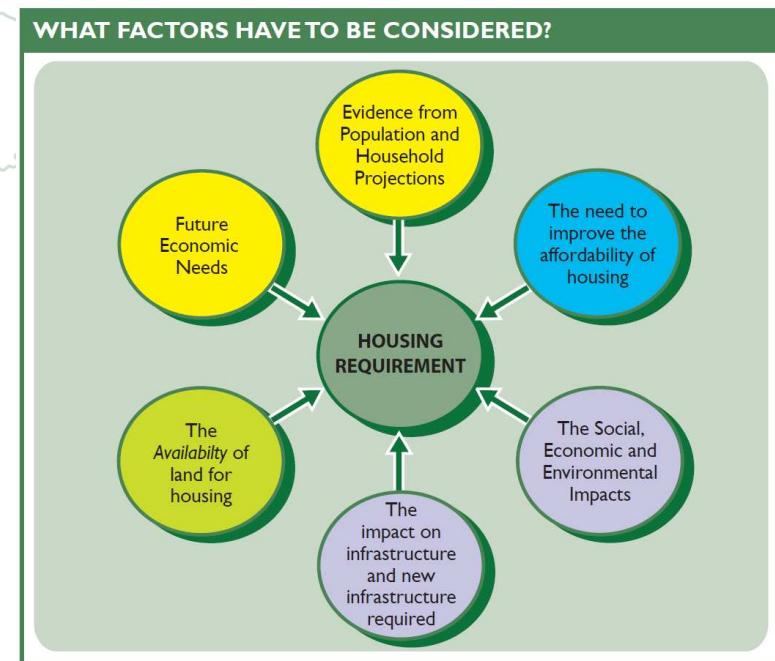 WHAT FACTORS HAVE TO BE CONSIDERED?
Evidence from
Population and
Household
Projections
Future
Economic
Needs
The need to
improve the
affordability of
housing
HOUSING
REQUIREMENT
The
Availabilty of
land for
housing
The Social,
Economic and
Environmental
Impacts
The
impact on
infrastructure
and new
infrastructure
required